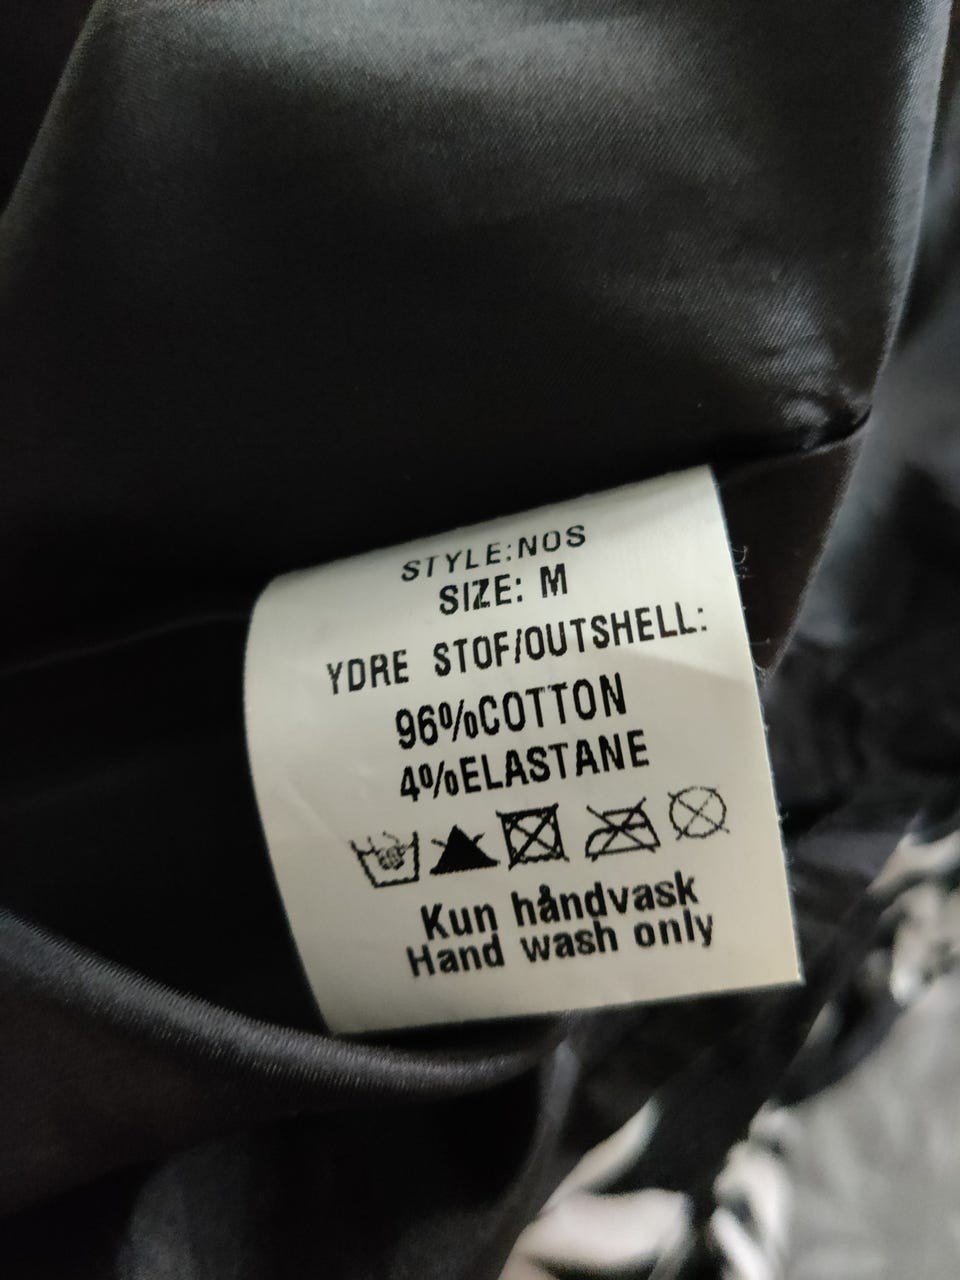 STYLE:NOS
SIZE: M
YDRE STOF/OUTSHELL:
96%COTTON
4%ELASTANE
Kun håndvask
Hand wash only